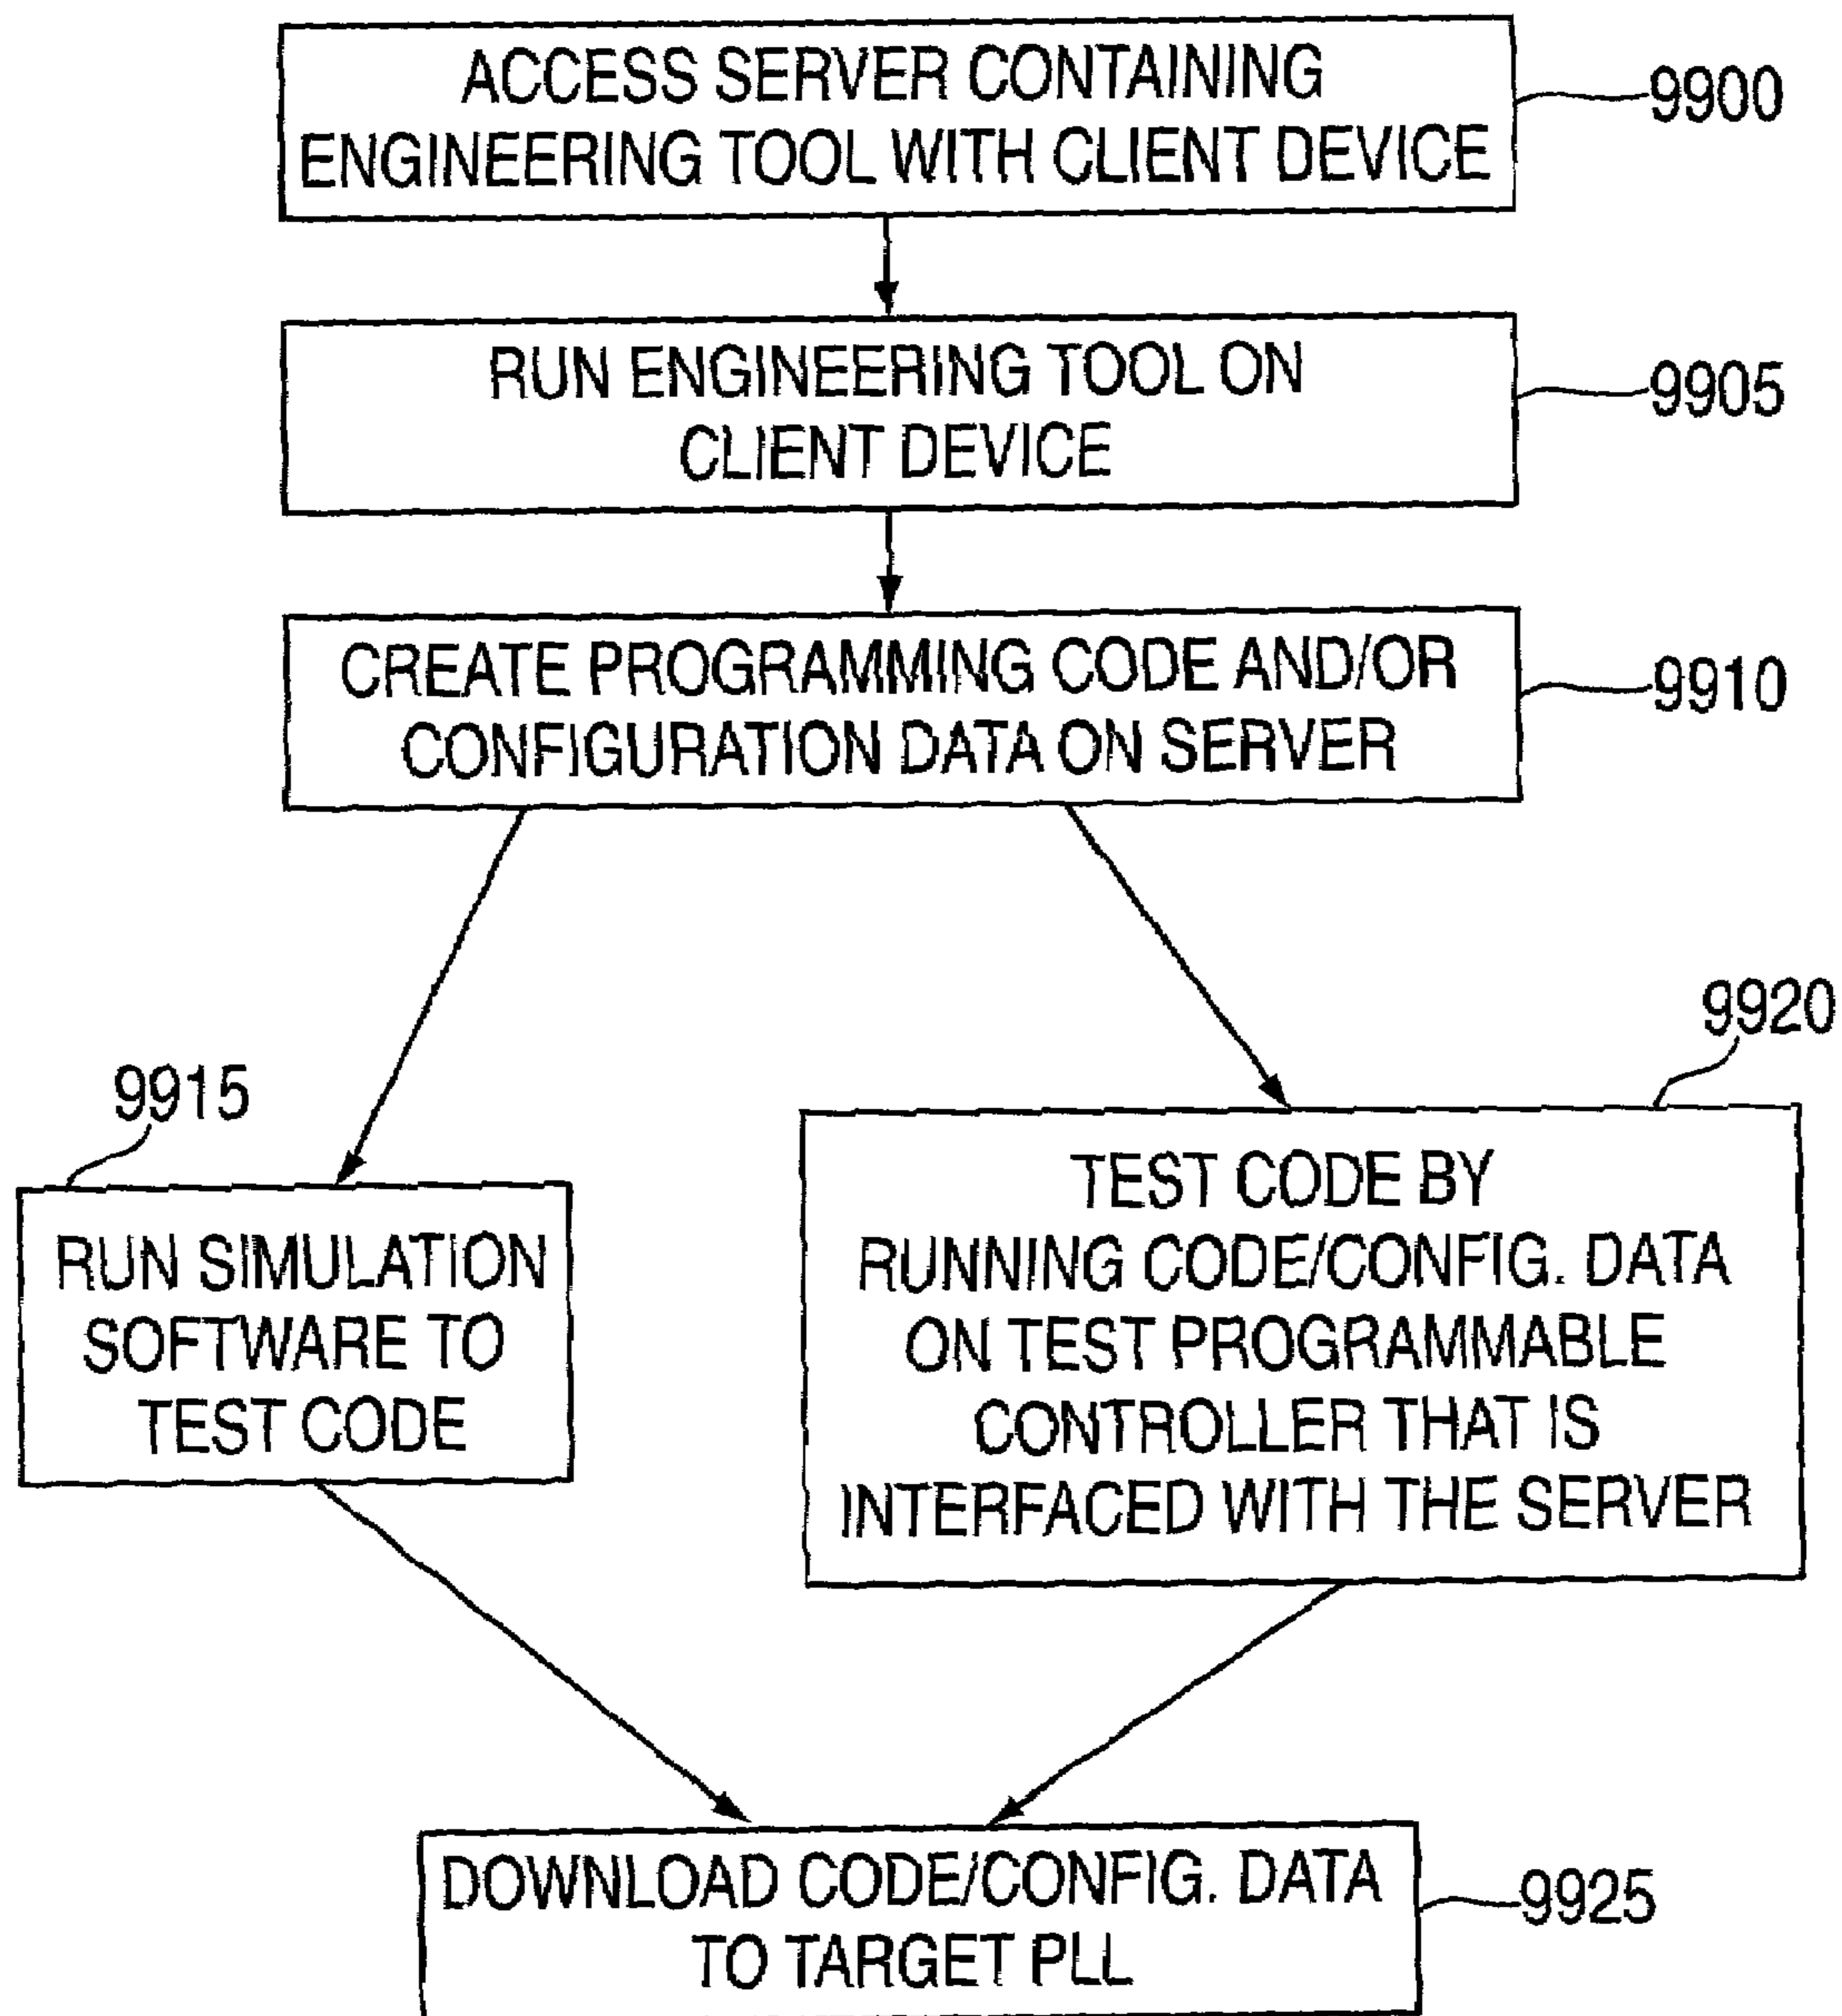 ACCESS SERVER CONTAINING
ENGINEERING TOOL WITH CLIENT DEVICE
9900
RUN ENGINEERING TOOL ON
CLIENT DEVICE
9905
CREATE PROGRAMMING CODE AND/OR
CONFIGURATION DATA ON SERVER
9910
9915
RUN SIMULATION
SOFTWARE TO
TEST CODE
9920
TEST CODE BY
RUNNING CODE/CONFIG. DATA
ON TEST PROGRAMMABLE
CONTROLLER THAT IS
INTERFACED WITH THE SERVER
DOWNLOAD CODE/CONFIG. DATA
TO TARGET PLL
9925